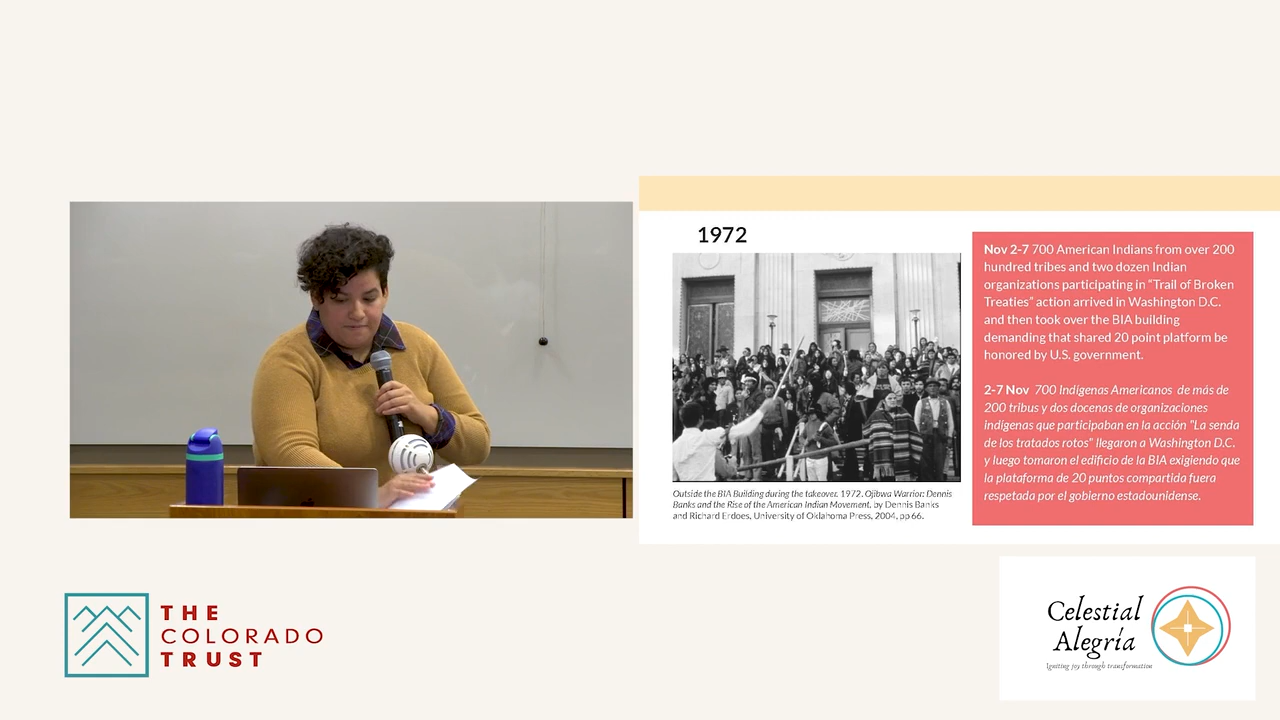 1972
Nov 2-7 700 American Indians from over 200
hundred tribes and two dozen Indian
organizations participating in “Trail of Broken
Treaties” action arrived in Washington D.C.
and then took over the BIA building
demanding that shared 20 point platform be
honored by U.S. government.
2-7 Nov 700 Indigenas Americanos de más de
200 tribus y dos docenas de organizaciones
indígenas que participaban en la acción "La senda
de los tratados rotos" llegaron a Washington D.C.
y luego tomaron el edificio de la BIA exigiendo que
la plataforma de 20 puntos compartida fuera
respetada por el gobierno estadounidense.
Outside the BIA Building during the takeover. 1972. Ojibwa Warrior: Dennis
Banks and the Rise of the American Indian Movement, by Dennis Banks
and Richard Erdoes, University of Oklahoma Press, 2004, pp 66.
THE
COLORADO
TRUST
Celestial
Alegría
Igniting joy through transformation